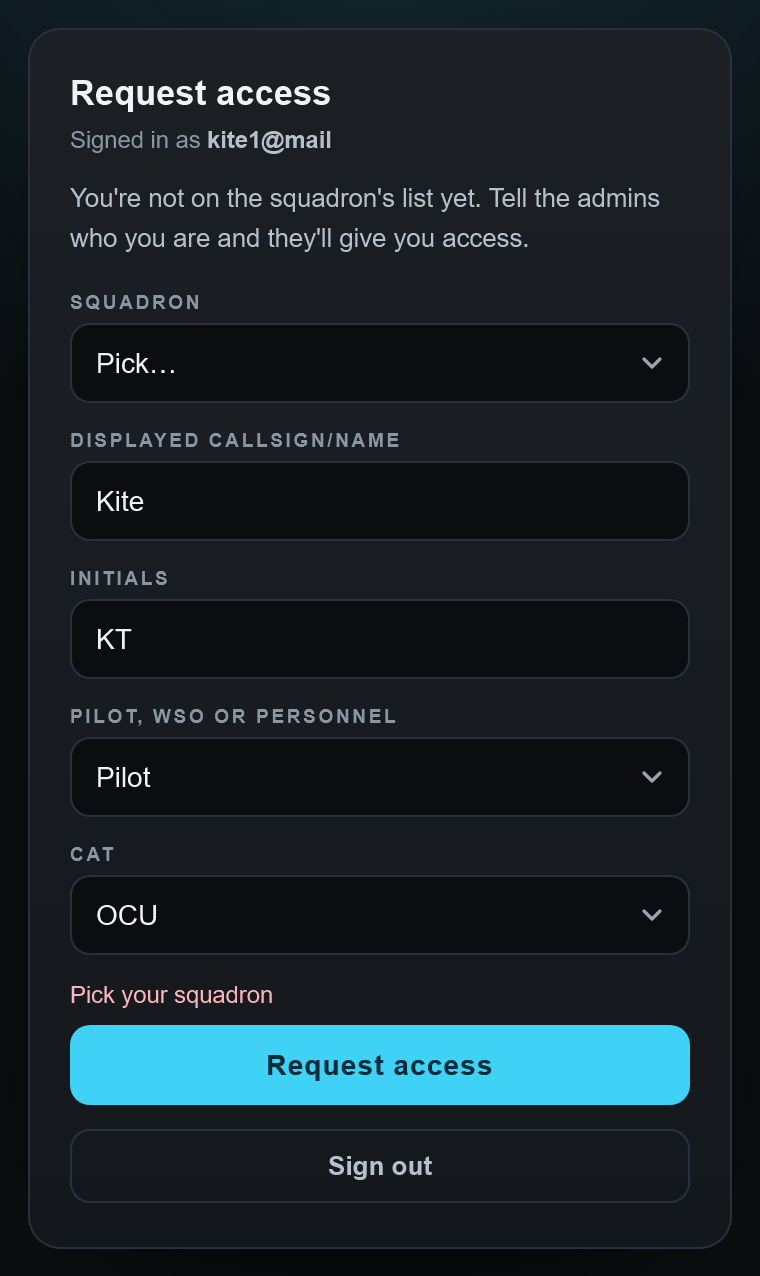 Request access
Signed in as kite1@mail
You're not on the squadron's list yet. Tell the admins
who you are and they'll give you access.
SQUADRON
Pick…
DISPLAYED CALLSIGN/NAME
Kite
INITIALS
KT
PILOT, WSO OR PERSONNEL
Pilot
CAT
OCU
Pick your squadron
Request access
Sign out